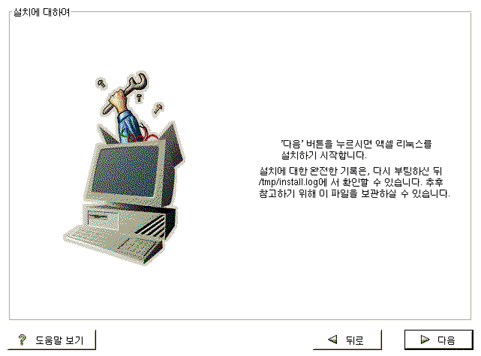 설치에 대하여
'다음' 버튼을 누르시면 액셀 리눅스를
설치하기 시작합니다.
설치에 대한 완전한 기록은, 다시 부팅하신 뒤
/tmp/install.log에 서 확인할 수 있습니다. 추후
참고하기 위해 이 파일을 보관하실 수 있습니다.
도움말 보기
뒤로
다음